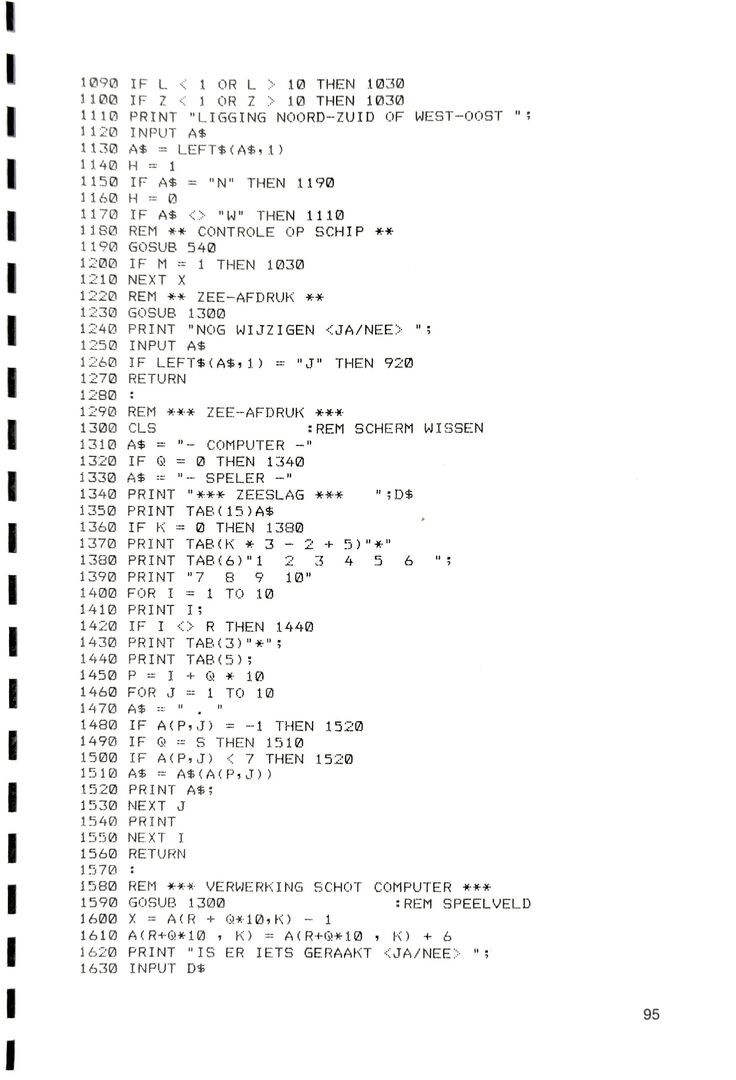 1090 IF L < 1 OR L > 10 THEN 1030
1100 IF Z < 1 OR Z > 10 THEN 1030
1110 PRINT "LIGGING NOORD-ZUID OF WEST-OOST ";
1120 INPUT A$
1130 A$ = LEFT$(A$,1)
1140 H = 1
1150 IF A$ = "N" THEN 1190
1160 H = 0
1170 IF A$ <> "W" THEN 1110
1180 REM ** CONTROLE OP SCHIP **
1190 GOSUB 540
1200 IF M = 1 THEN 1030
1210 NEXT X
1220 REM ** ZEE-AFDRUK **
1230 GOSUB 1300
1240 PRINT "NOG WIJZIGEN <JA/NEE> ";
1250 INPUT A$
1260 IF LEFT$(A$,1) = "J" THEN 920
1270 RETURN
1280 :
1290 REM *** ZEE-AFDRUK ***
1300 CLS :REM SCHERM WISSEN
1310 A$ = "- COMPUTER -"
1320 IF Q = 0 THEN 1340
1330 A$ = "- SPELER -"
1340 PRINT "*** ZEESLAG ***   ";D$
1350 PRINT TAB(15)A$
1360 IF K = 0 THEN 1380
1370 PRINT TAB(K * 3 - 2 + 5)"*"
1380 PRINT TAB(6)"1  2  3  4  5  6  ";
1390 PRINT "7  8  9  10"
1400 FOR I = 1 TO 10
1410 PRINT I;
1420 IF I <> R THEN 1440
1430 PRINT TAB(3)"*";
1440 PRINT TAB(5);
1450 P = I + Q * 10
1460 FOR J = 1 TO 10
1470 A$ = " . "
1480 IF A(P,J) = -1 THEN 1520
1490 IF Q = S THEN 1510
1500 IF A(P,J) < 7 THEN 1520
1510 A$ = A$(A(P,J))
1520 PRINT A$;
1530 NEXT J
1540 PRINT
1550 NEXT I
1560 RETURN
1570 :
1580 REM *** VERWERKING SCHOT COMPUTER ***
1590 GOSUB 1300 :REM SPEELVELD
1600 X = A(R + Q*10,K) - 1
1610 A(R+Q*10 , K) = A(R+Q*10 , K) + 6
1620 PRINT "IS ER IETS GERAAKT <JA/NEE> ";
1630 INPUT D$
95